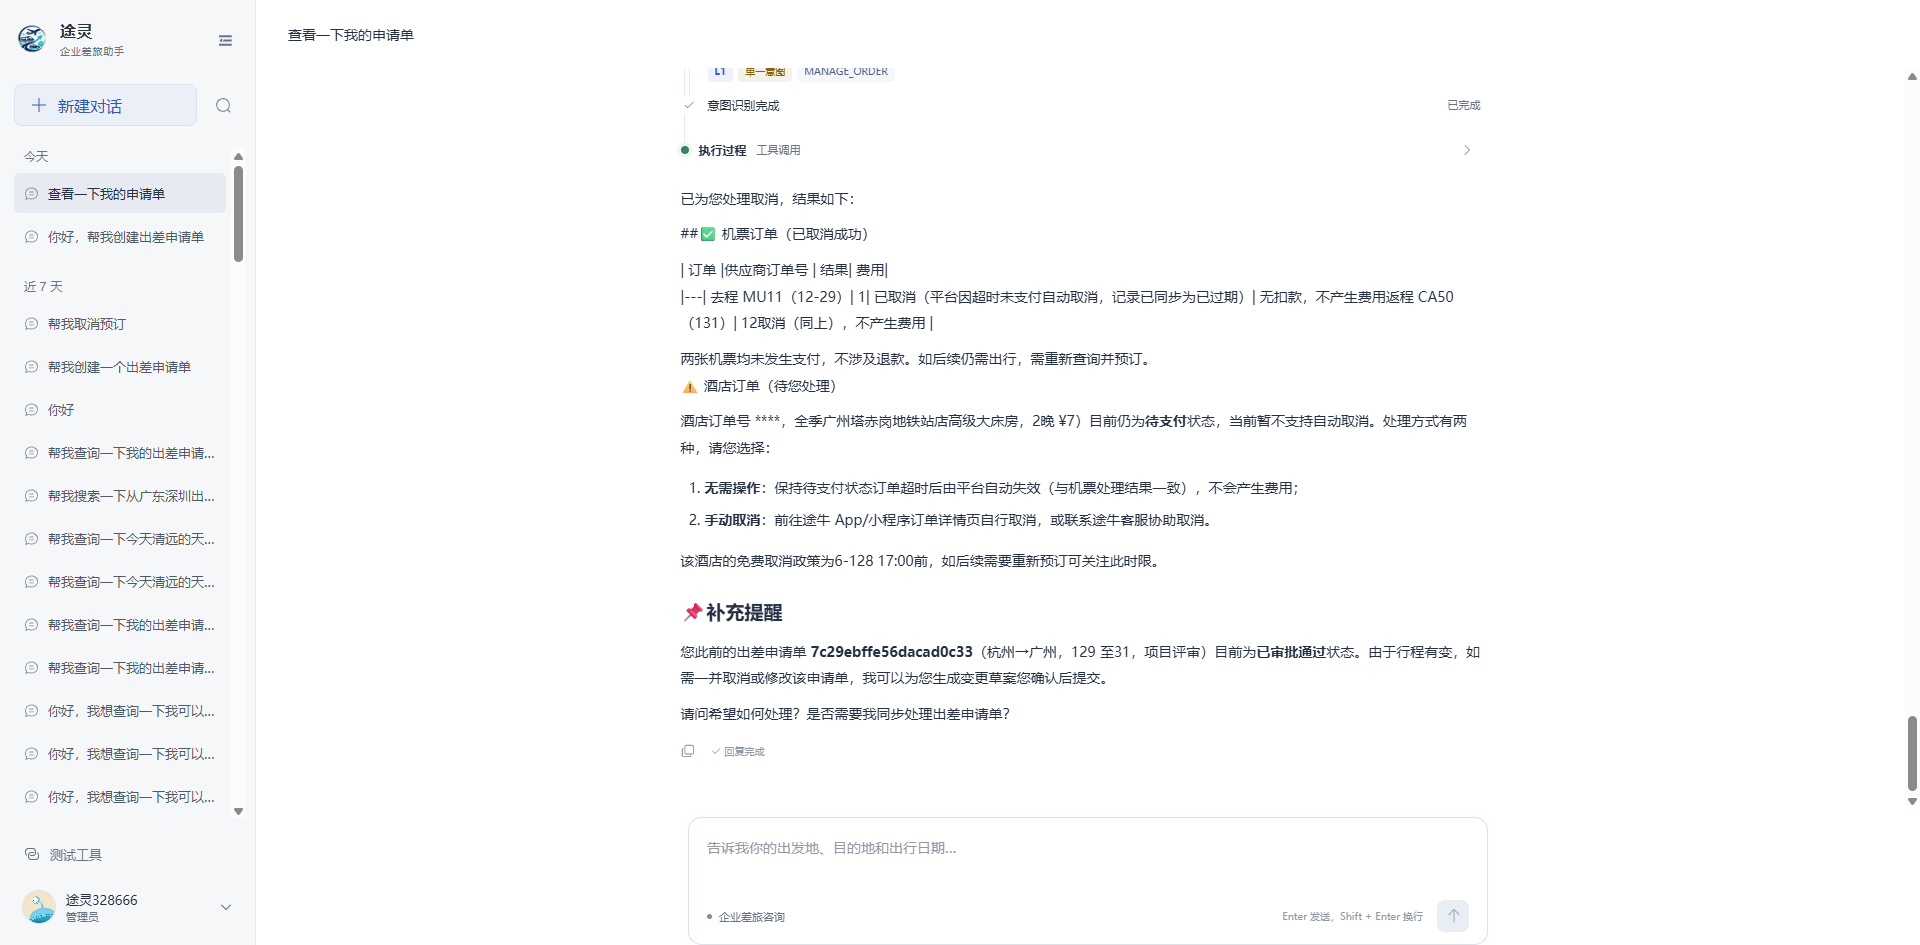 途灵
企业差旅助手
新建对话
今天
查看一下我的申请单
你好，帮我创建出差申请单
近 7 天
帮我取消预订
帮我创建一个出差申请单
你好
帮我查询一下我的出差申请...
帮我搜索一下从广东深圳出...
帮我查询一下今天清远的天...
帮我查询一下今天清远的天...
帮我查询一下我的出差申请...
帮我查询一下我的出差申请...
你好，我想查询一下我可以...
你好，我想查询一下我可以...
你好，我想查询一下我可以...
测试工具
途灵328666
管理员
查看一下我的申请单
L1 单一意图 MANAGE_ORDER
意图识别完成 已完成
执行过程 工具调用
已为您处理取消，结果如下：
##✅ 机票订单（已取消成功）
| 订单 |供应商订单号 | 结果| 费用|
|---| 去程 MU11（12-29）| 1| 已取消（平台因超时未支付自动取消，记录已同步为已过期）| 无扣款，不产生费用返程 CA50
（131）| 12取消（同上），不产生费用 |
两张机票均未发生支付，不涉及退款。如后续仍需出行，需重新查询并预订。
⚠️ 酒店订单（待您处理）
酒店订单号 ****，全季广州塔赤岗地铁站店高级大床房，2晚 ¥7）目前仍为待支付状态，当前暂不支持自动取消。处理方式有两
种，请您选择：
1. 无需操作：保持待支付状态订单超时后由平台自动失效（与机票处理结果一致），不会产生费用；
2. 手动取消：前往途牛 App/小程序订单详情页自行取消，或联系途牛客服协助取消。
该酒店的免费取消政策为6-128 17:00前，如后续需要重新预订可关注此时限。
📌补充提醒
您此前的出差申请单 7c29ebffe56dacad0c33（杭州→广州，129 至31，项目评审）目前为已审批通过状态。由于行程有变，如
需一并取消或修改该申请单，我可以为您生成变更草案您确认后提交。
请问希望如何处理？是否需要我同步处理出差申请单？
回复完成
告诉我你的出发地、目的地和出行日期...
企业差旅咨询
Enter 发送，Shift + Enter 换行